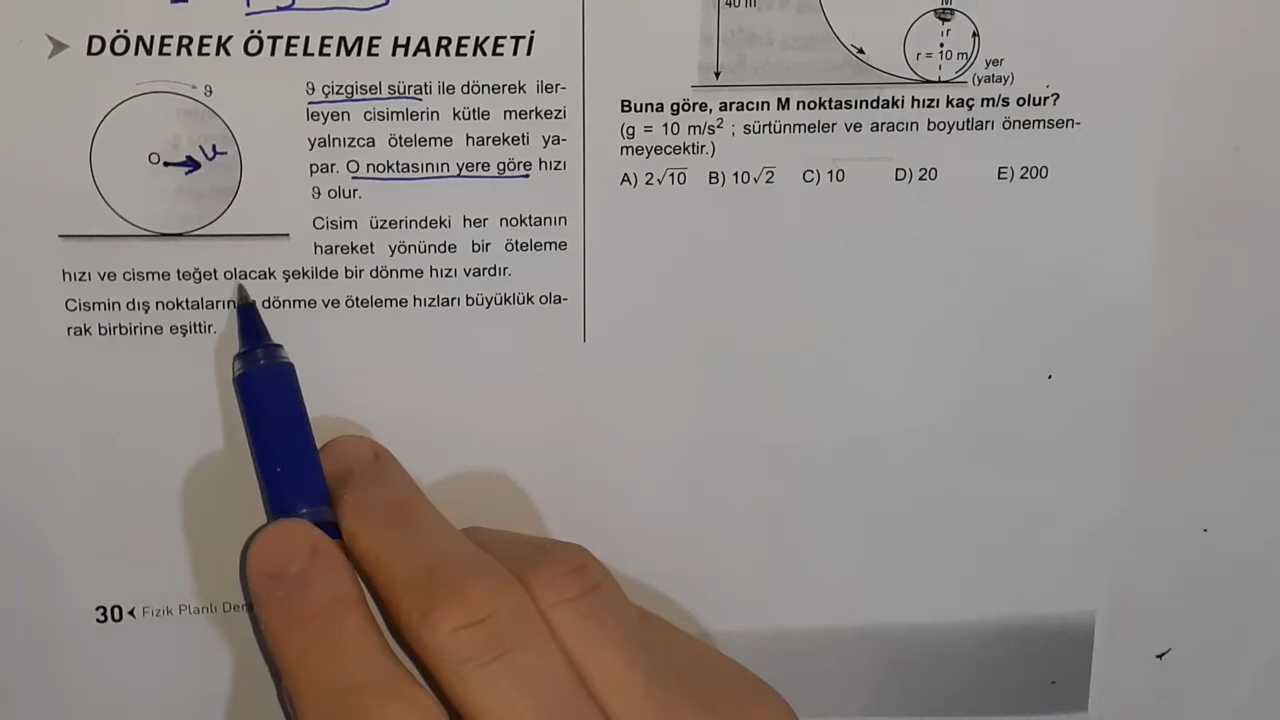 DÖNEREK ÖTELEME HAREKETİ
ϑ
O
ϑ çizgisel sürati ile dönerek iler-
leyen cisimlerin kütle merkezi
yalnızca öteleme hareketi ya-
par. O noktasının yere göre hızı
ϑ olur.
Cisim üzerindeki her noktanın
hareket yönünde bir öteleme
hızı ve cisme teğet olacak şekilde bir dönme hızı vardır.
Cismin dış dönme ve öteleme hızları büyüklük ola-
rak birbirine eşittir.
30 Fizik Planlı
40 m
M
r
r = 10 m
yer
(yatay)
Buna göre, aracın M noktasındaki hızı kaç m/s olur?
(g = 10 m/s² ; sürtünmeler ve aracın boyutları önemsen-
meyecektir.)
A) 2√10 B) 10√2 C) 10 D) 20 E) 200